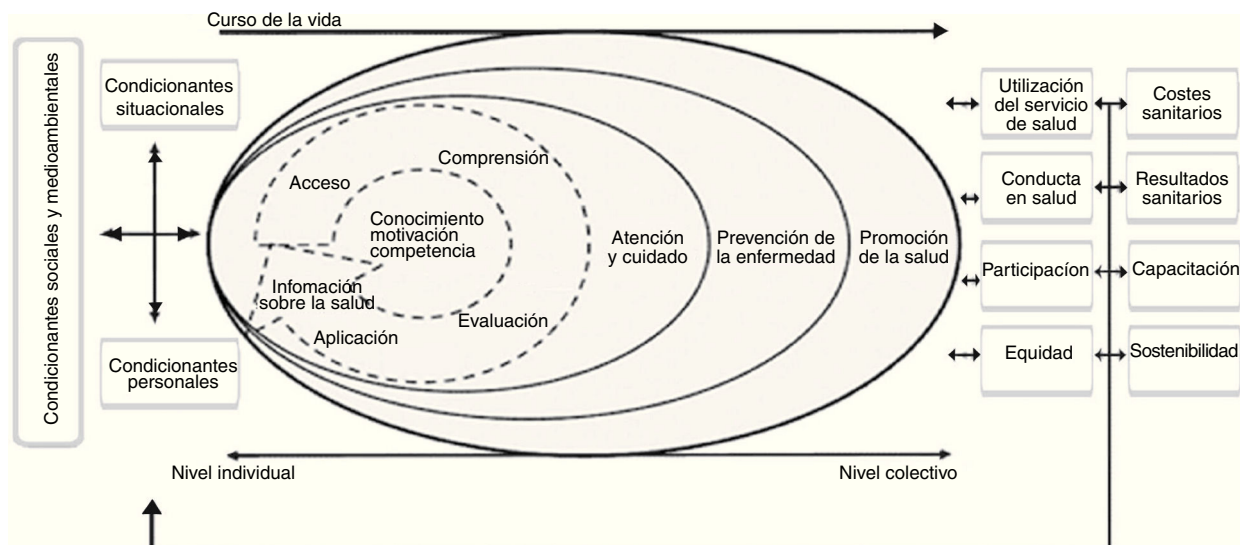 Curso de la vida
Condicionantes sociales y medioambientales
Condicionantes
situacionales
Condicionantes
personales
Acceso
Comprensión
Conocimiento
motivación
competencia
Infomación
sobre la salud
Aplicación
Evaluación
Atención
y cuidado
Prevención de
la enfermedad
Promoción
de la salud
Utilización
del servicio
de salud
Costes
sanitarios
Conducta
en salud
Resultados
sanitarios
Participacíon
Capacitación
Equidad
Sostenibilidad
Nivel individual
Nivel colectivo